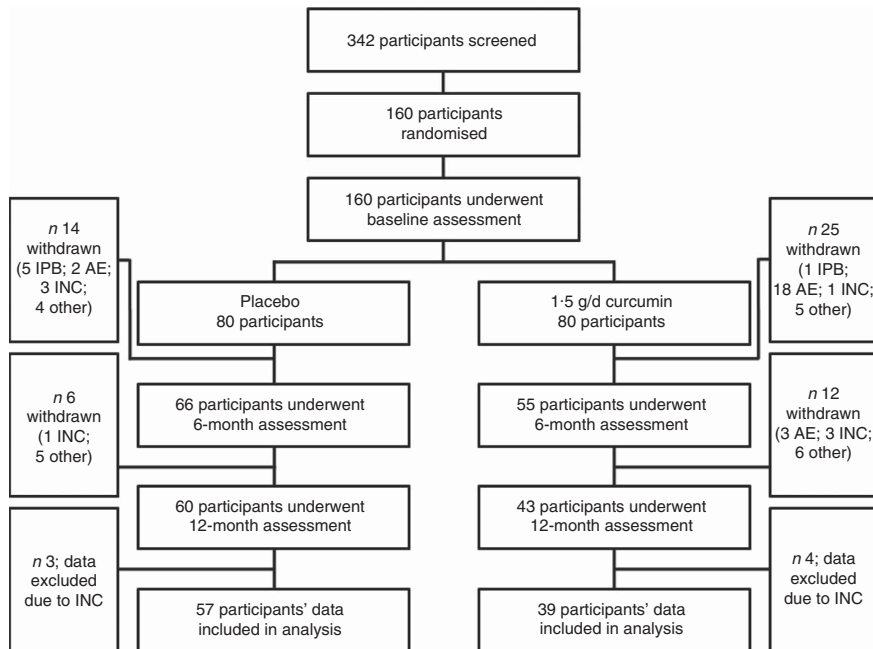 342 participants screened
160 participants
randomised
160 participants underwent
baseline assessment
n 14
withdrawn
(5 IPB; 2 AE;
3 INC;
4 other)
n 25
withdrawn
(1 IPB;
18 AE; 1 INC;
5 other)
Placebo
80 participants
1·5 g/d curcumin
80 participants
n 6
withdrawn
(1 INC;
5 other)
66 participants underwent
6-month assessment
55 participants underwent
6-month assessment
n 12
withdrawn
(3 AE; 3 INC;
6 other)
60 participants underwent
12-month assessment
43 participants underwent
12-month assessment
n 3; data
excluded
due to INC
n 4; data
excluded
due to INC
57 participants’ data
included in analysis
39 participants’ data
included in analysis